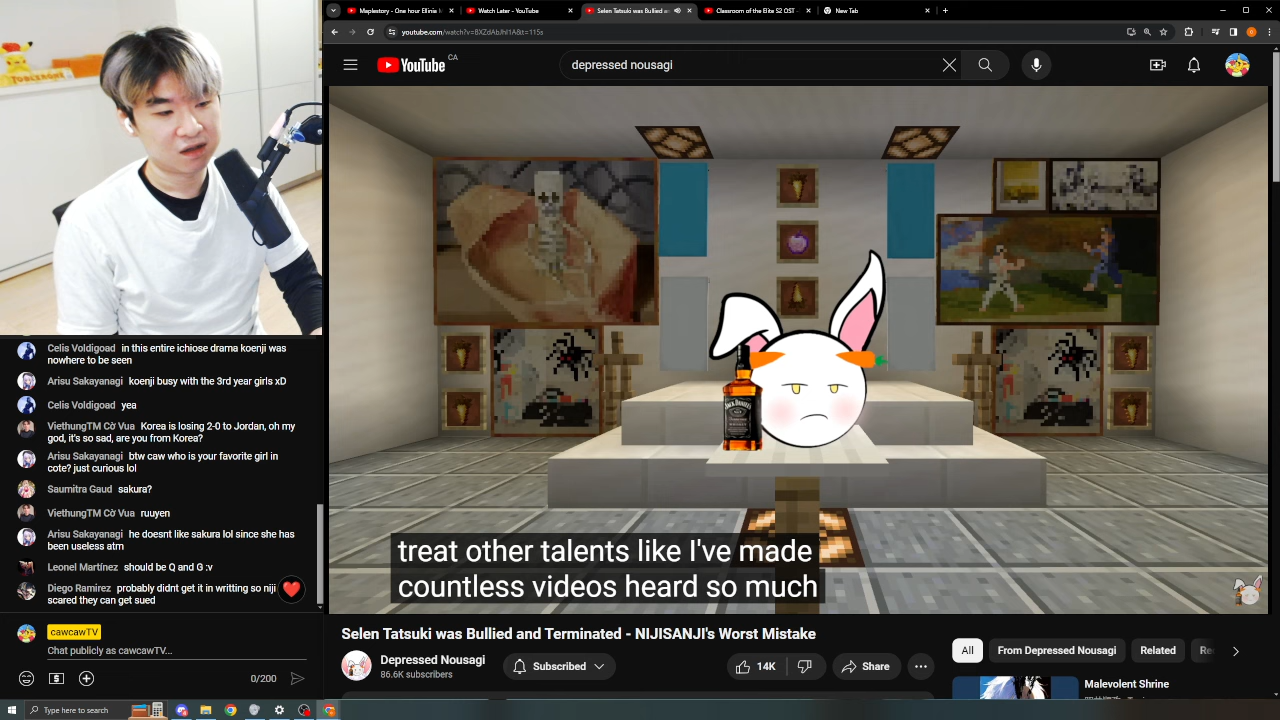 Maplestory - One hour Ellinia M
Watch Later - YouTube
Selen Tatsuki was Bullied an
Classroom of the Elite S2 OST -
New Tab
youtube.com/watch?v=8XZdAbJhI1A&t=115s
YouTube CA
depressed nousagi
treat other talents like I've made
countless videos heard so much
JACK DANIEL'S
Selen Tatsuki was Bullied and Terminated - NIJISANJI's Worst Mistake
Depressed Nousagi
86.6K subscribers
Subscribed
14K
Share
All
From Depressed Nousagi
Related
Malevolent Shrine
Celis Voldigoad in this entire ichiose drama koenji was
nowhere to be seen
Arisu Sakayanagi koenji busy with the 3rd year girls xD
Celis Voldigoad yea
ViethungTM Cờ Vua Korea is losing 2-0 to Jordan, oh my
god, it's so sad, are you from Korea?
Arisu Sakayanagi btw caw who is your favorite girl in
cote? just curious lol
Saumitra Gaud sakura?
ViethungTM Cờ Vua ruuyen
Arisu Sakayanagi he doesnt like sakura lol since she has
been useless atm
Leonel Martínez should be Q and G :v
Diego Ramirez probably didnt get it in writting so niji
scared they can get sued
cawcawTV
Chat publicly as cawcawTV...
0/200
Type here to search